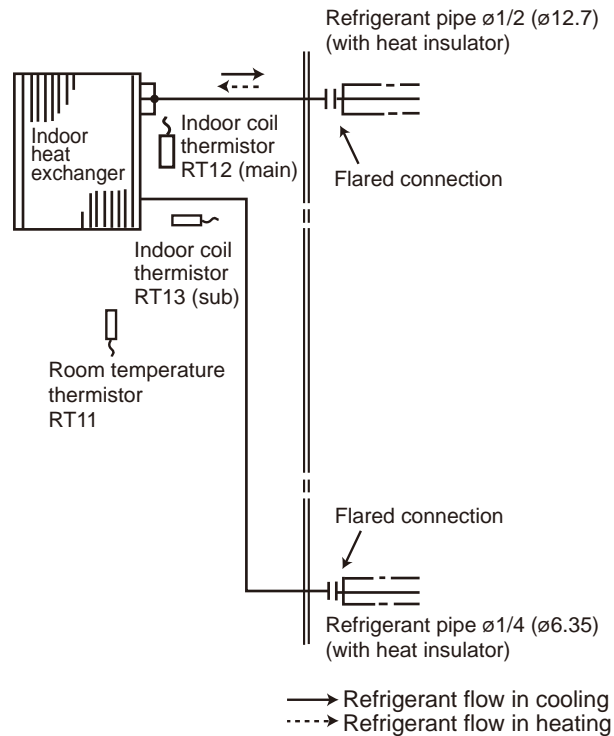 Refrigerant pipe ø1/2 (ø12.7)
(with heat insulator)
Indoor
heat
exchanger
Indoor coil
thermistor
RT12 (main)
Flared connection
Indoor coil
thermistor
RT13 (sub)
Room temperature
thermistor
RT11
Flared connection
Refrigerant pipe ø1/4 (ø6.35)
(with heat insulator)
Refrigerant flow in cooling
Refrigerant flow in heating